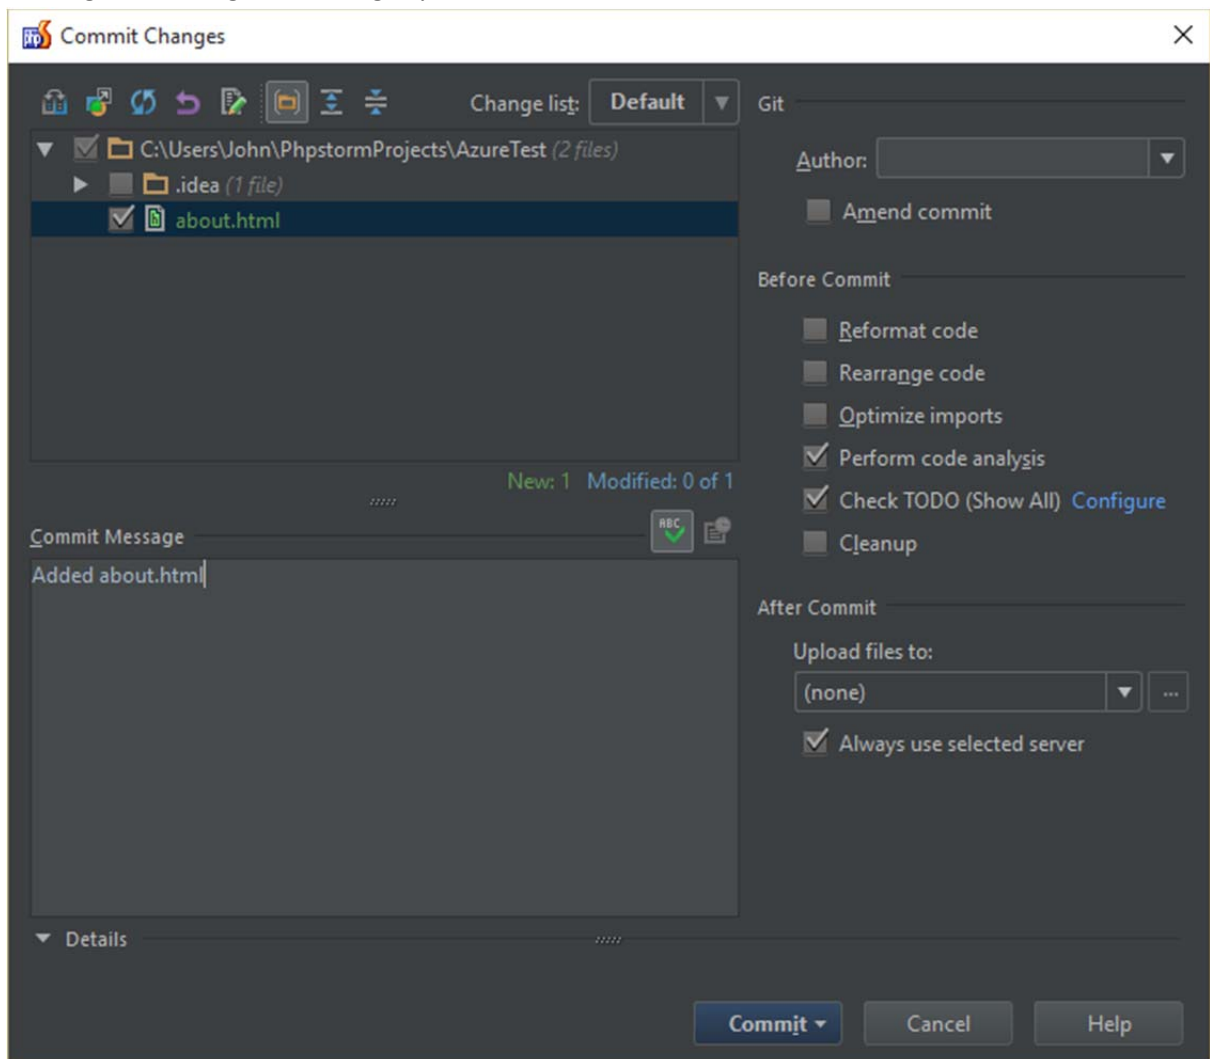 Commit Changes
Change list: Default
C:\Users\John\PhpstormProjects\AzureTest (2 files)
.idea (1 file)
about.html
New: 1 Modified: 0 of 1
Commit Message
ABC
Added about.html
Details
Git
Author:
Amend commit
Before Commit
Reformat code
Rearrange code
Optimize imports
Perform code analysis
Check TODO (Show All) Configure
Cleanup
After Commit
Upload files to:
(none)
...
Always use selected server
Commit
Cancel
Help